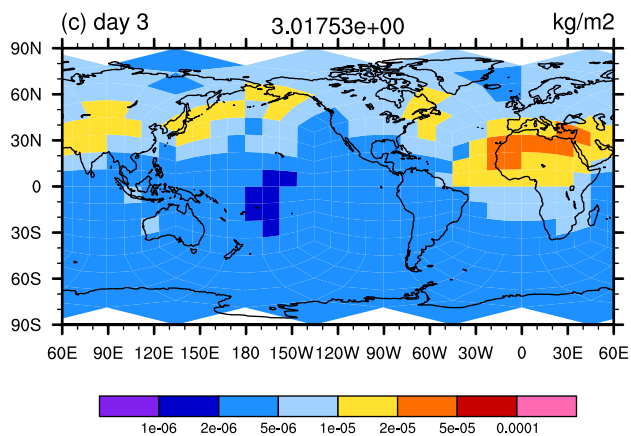 (c) day 3 3.01753e+00 kg/m2
90N
60N
30N
0
30S
60S
90S
60E 90E 120E 150E 180 150W 120W 90W 60W 30W 0 30E 60E
1e-06 2e-06 5e-06 1e-05 2e-05 5e-05 0.0001